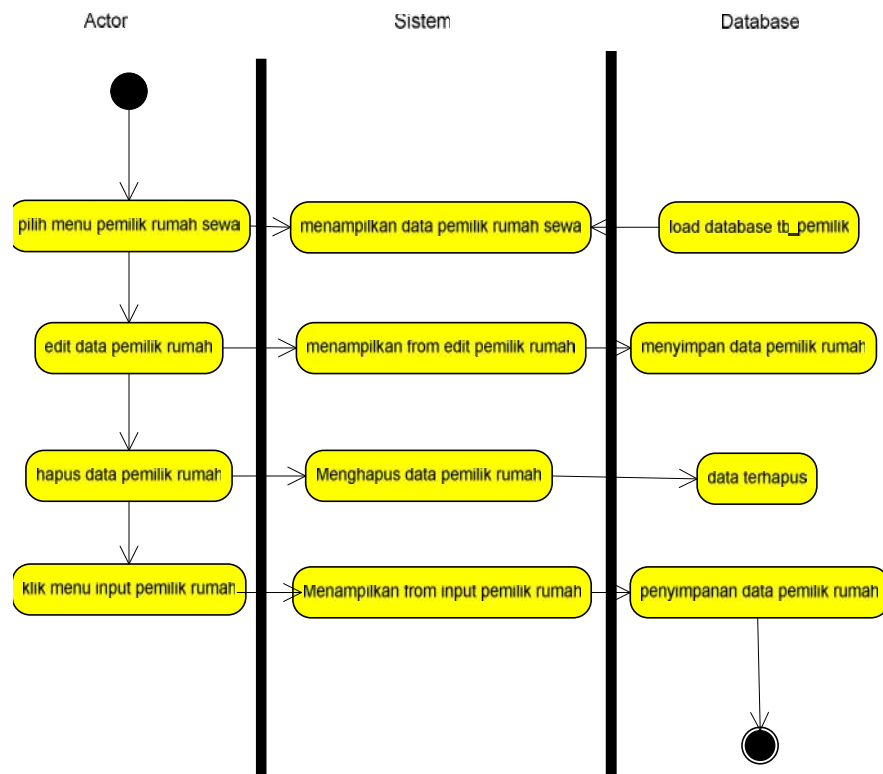 Actor
Sistem
Database
pilih menu pemilik rumah sewa
menampilkan data pemilik rumah sewa
load database tb_pemilik
edit data pemilik rumah
menampilkan from edit pemilik rumah
menyimpan data pemilik rumah
hapus data pemilik rumah
Menghapus data pemilik rumah
data terhapus
klik menu input pemilik rumah
Menampilkan from input pemilik rumah
penyimpanan data pemilik rumah